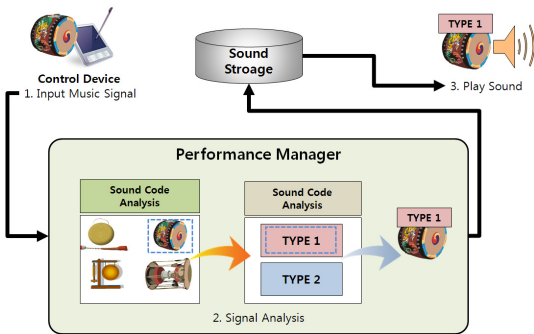 TYPE 1
Sound
Stroage
Control Device
1. Input Music Signal
3. Play Sound
Performance Manager
Sound Code
Analysis
Sound Code
Analysis
TYPE 1
TYPE 1
TYPE 2
2. Signal Analysis